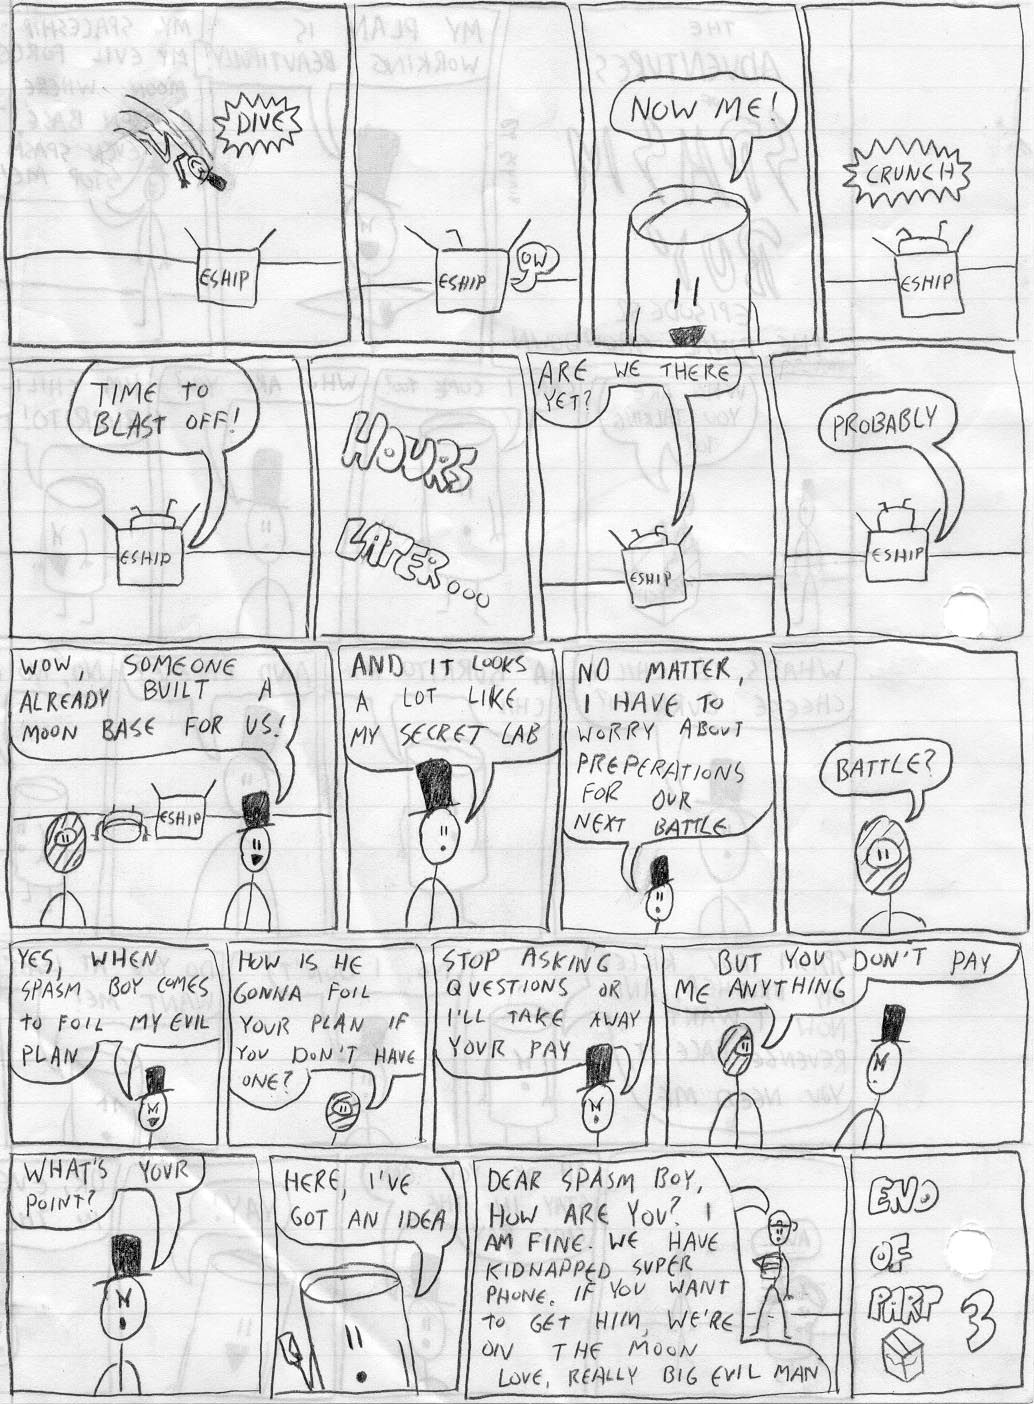 DIVE
ESHIP
ESHIP
OW
NOW ME!
CRUNCH
ESHIP
TIME TO
BLAST OFF!
ESHIP
HOURS
LATER...
ARE WE THERE
YET?
ESHIP
PROBABLY
ESHIP
WOW, SOMEONE
ALREADY BUILT A
MOON BASE FOR US!
ESHIP
AND IT LOOKS
A LOT LIKE
MY SECRET LAB
NO MATTER,
I HAVE TO
WORRY ABOUT
PREPERATIONS
FOR OUR
NEXT BATTLE
BATTLE?
YES, WHEN
SPASM BOY COMES
TO FOIL MY EVIL
PLAN
HOW IS HE
GONNA FOIL
YOUR PLAN IF
YOU DON'T HAVE
ONE?
STOP ASKING
QUESTIONS OR
I'LL TAKE AWAY
YOUR PAY
BUT YOU DON'T PAY
ME ANYTHING
WHAT'S YOUR
POINT?
HERE, I'VE
GOT AN IDEA
DEAR SPASM BOY,
HOW ARE YOU? I
AM FINE. WE HAVE
KIDNAPPED SUPER
PHONE. IF YOU WANT
TO GET HIM, WE'RE
ON THE MOON
LOVE, REALLY BIG EVIL MAN
END
OF
PART 3